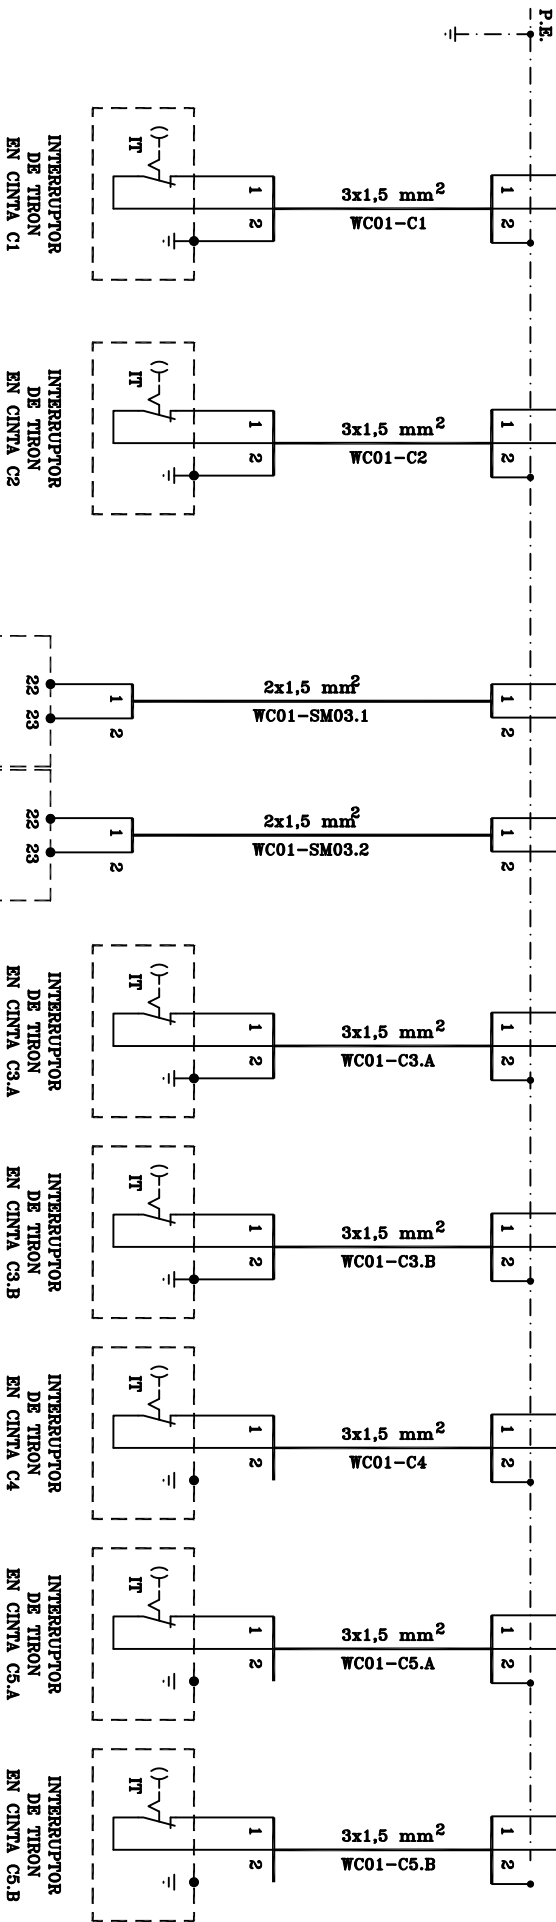 P.E.
1
2
3x1,5 mm²
WC01-C1
1
2
IT
INTERRUPTOR
DE TIRON
EN CINTA C1
1
2
3x1,5 mm²
WC01-C2
1
2
IT
INTERRUPTOR
DE TIRON
EN CINTA C2
1
2
2x1,5 mm²
WC01-SM03.1
1
2
22
23
1
2
2x1,5 mm²
WC01-SM03.2
1
2
22
23
1
2
3x1,5 mm²
WC01-C3.A
1
2
IT
INTERRUPTOR
DE TIRON
EN CINTA C3.A
1
2
3x1,5 mm²
WC01-C3.B
1
2
IT
INTERRUPTOR
DE TIRON
EN CINTA C3.B
1
2
3x1,5 mm²
WC01-C4
1
2
IT
INTERRUPTOR
DE TIRON
EN CINTA C4
1
2
3x1,5 mm²
WC01-C5.A
1
2
IT
INTERRUPTOR
DE TIRON
EN CINTA C5.A
1
2
3x1,5 mm²
WC01-C5.B
1
2
IT
INTERRUPTOR
DE TIRON
EN CINTA C5.B